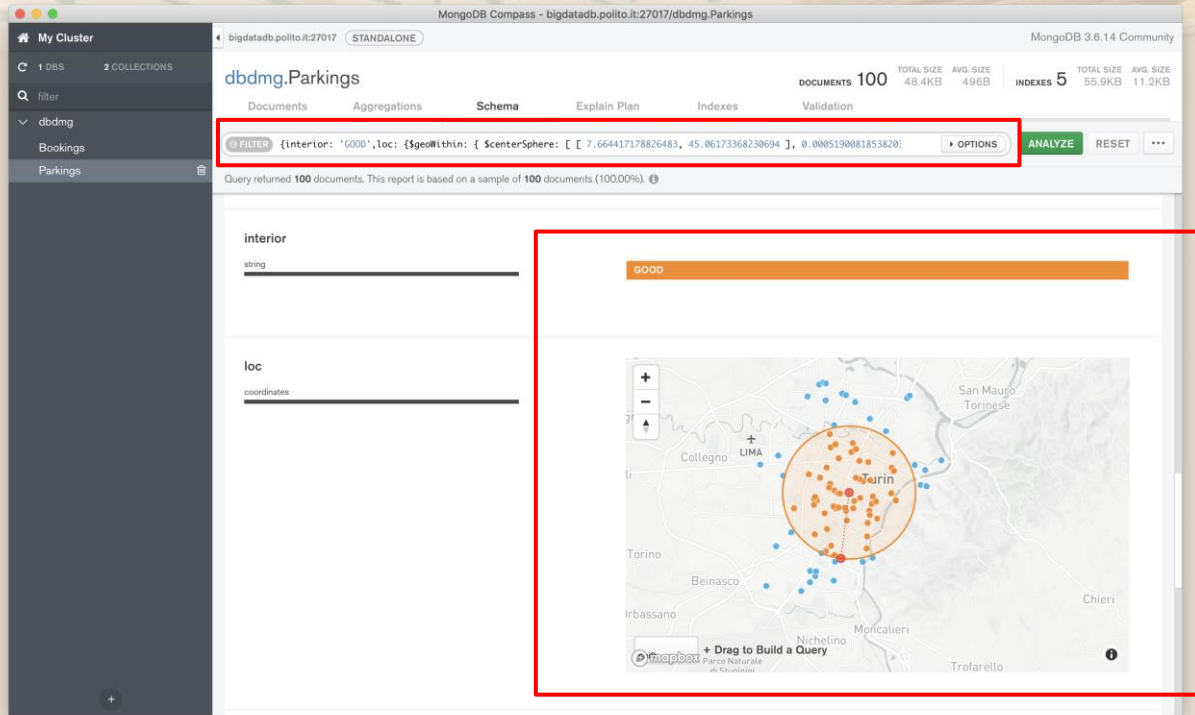 MongoDB Compass - bigdatadb.polito.it:27017/dbdmg.Parkings
My Cluster
bigdatadb.polito.it:27017 STANDALONE
MongoDB 3.6.14 Community
1 DBS 2 COLLECTIONS
filter
dbdmg
Bookings
Parkings
dbdmg.Parkings
DOCUMENTS 100 TOTAL SIZE 48.4KB AVG. SIZE 496B INDEXES 5 TOTAL SIZE 55.9KB AVG. SIZE 11.2KB
Documents Aggregations Schema Explain Plan Indexes Validation
FILTER {interior: 'GOOD',loc: {$geoWithin: { $centerSphere: [ [ 7.664417178826483, 45.06173368230694 ], 0.000519008185382 OPTIONS ANALYZE RESET ...
Query returned 100 documents. This report is based on a sample of 100 documents (100.00%).
interior
string
GOOD
loc
coordinates
+
−
San Mauro
Torinese
LIMA
Collegno
Turin
Torino
Beinasco
Chieri
Moncalieri
Nichelino
+ Drag to Build a Query
mapbox
Parco Naturale
di Stupinigi
Trofarello
+